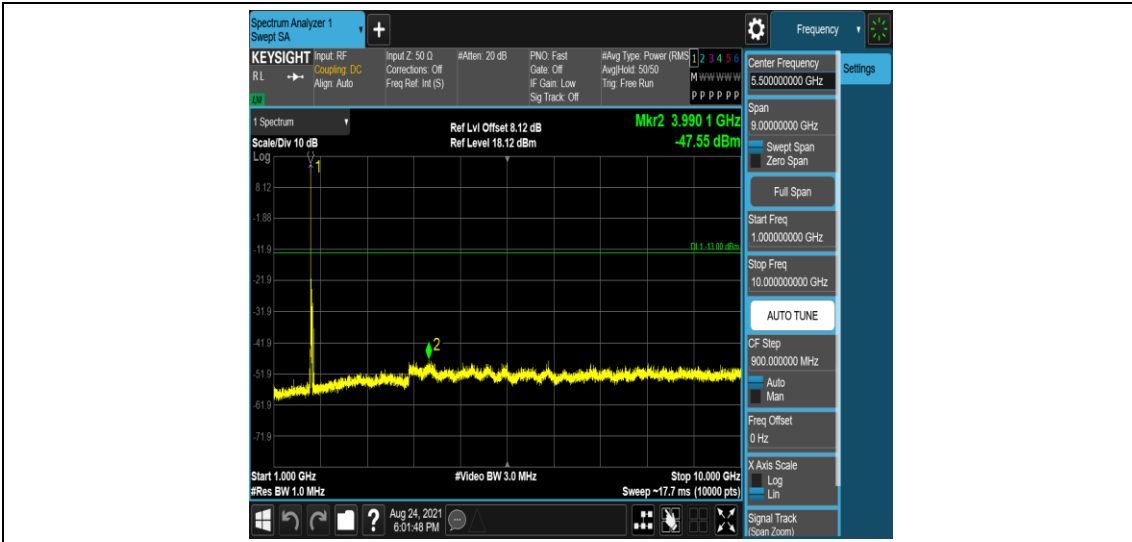 Spectrum Analyzer 1
Swept SA
+
Frequency
KEYSIGHT
RL
LXI
Input: RF
Coupling: DC
Align: Auto
Input Z: 50 Ω
Corrections: Off
Freq Ref: Int (S)
#Atten: 20 dB
PNO: Fast
Gate: Off
IF Gain: Low
Sig Track: Off
#Avg Type: Power (RMS
Avg|Hold: 50/50
Trig: Free Run
1 2 3 4 5 6
M W W W W W
P P P P P P
1 Spectrum
Scale/Div 10 dB
Log
Ref Lvl Offset 8.12 dB
Ref Level 18.12 dBm
Mkr2 3.990 1 GHz
-47.55 dBm
1
8.12
-1.88
-11.9
DL1 -13.00 dBm
-21.9
-31.9
-41.9
2
-51.9
-61.9
-71.9
Start 1.000 GHz
#Video BW 3.0 MHz
Stop 10.000 GHz
#Res BW 1.0 MHz
Sweep ~17.7 ms (10000 pts)
Center Frequency
5.500000000 GHz
Settings
Span
9.00000000 GHz
Swept Span
Zero Span
Full Span
Start Freq
1.000000000 GHz
Stop Freq
10.000000000 GHz
AUTO TUNE
CF Step
900.000000 MHz
Auto
Man
Freq Offset
0 Hz
X Axis Scale
Log
Lin
Signal Track
(Span Zoom)
?
Aug 24, 2021
6:01:48 PM